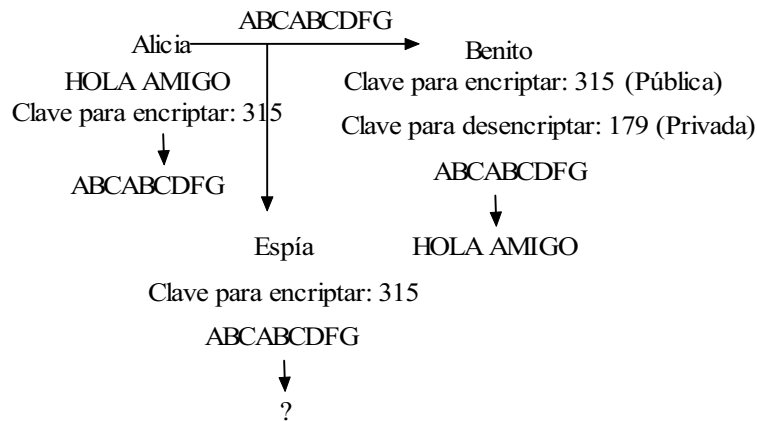 ABCABCDFG
Alicia
HOLA AMIGO
Clave para encriptar: 315
ABCABCDFG
Benito
Clave para encriptar: 315 (Pública)
Clave para desencriptar: 179 (Privada)
ABCABCDFG
HOLA AMIGO
Espía
Clave para encriptar: 315
ABCABCDFG
?